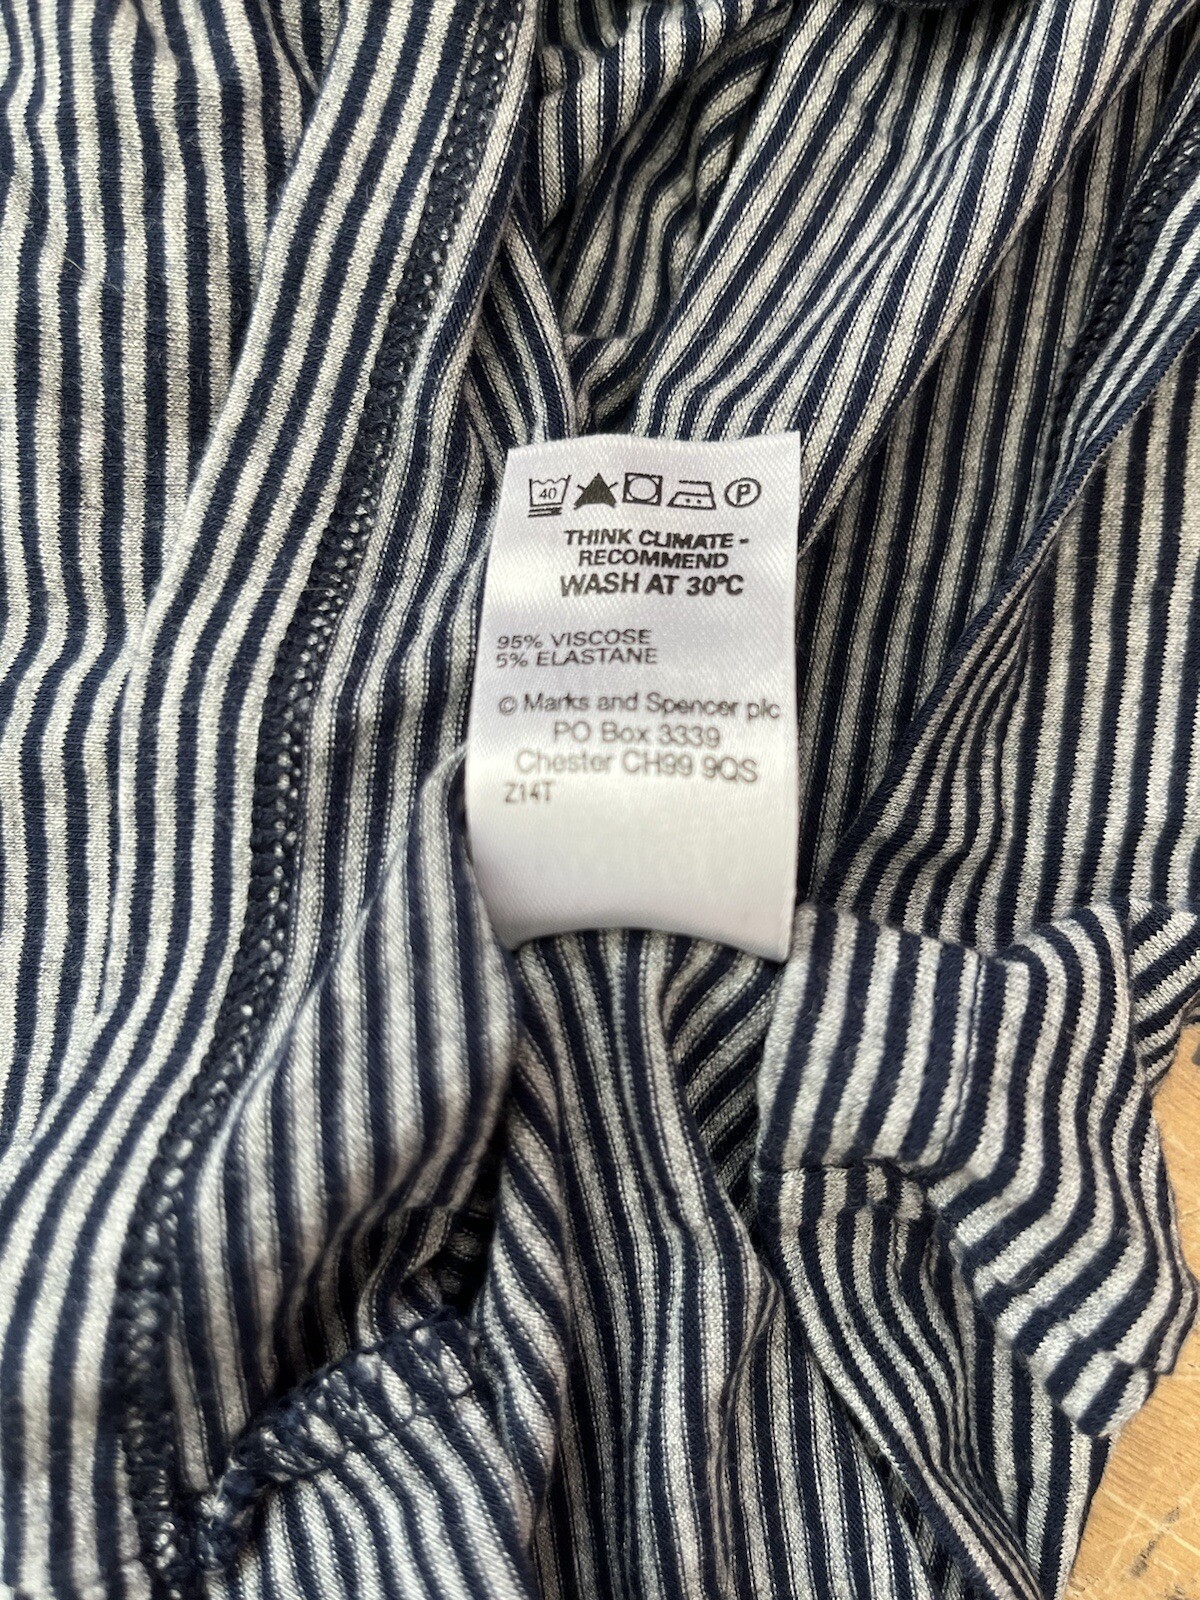 40 P
THINK CLIMATE -
RECOMMEND
WASH AT 30°C
95% VISCOSE
5% ELASTANE
© Marks and Spencer plc
PO Box 3339
Chester CH99 9QS
Z14T